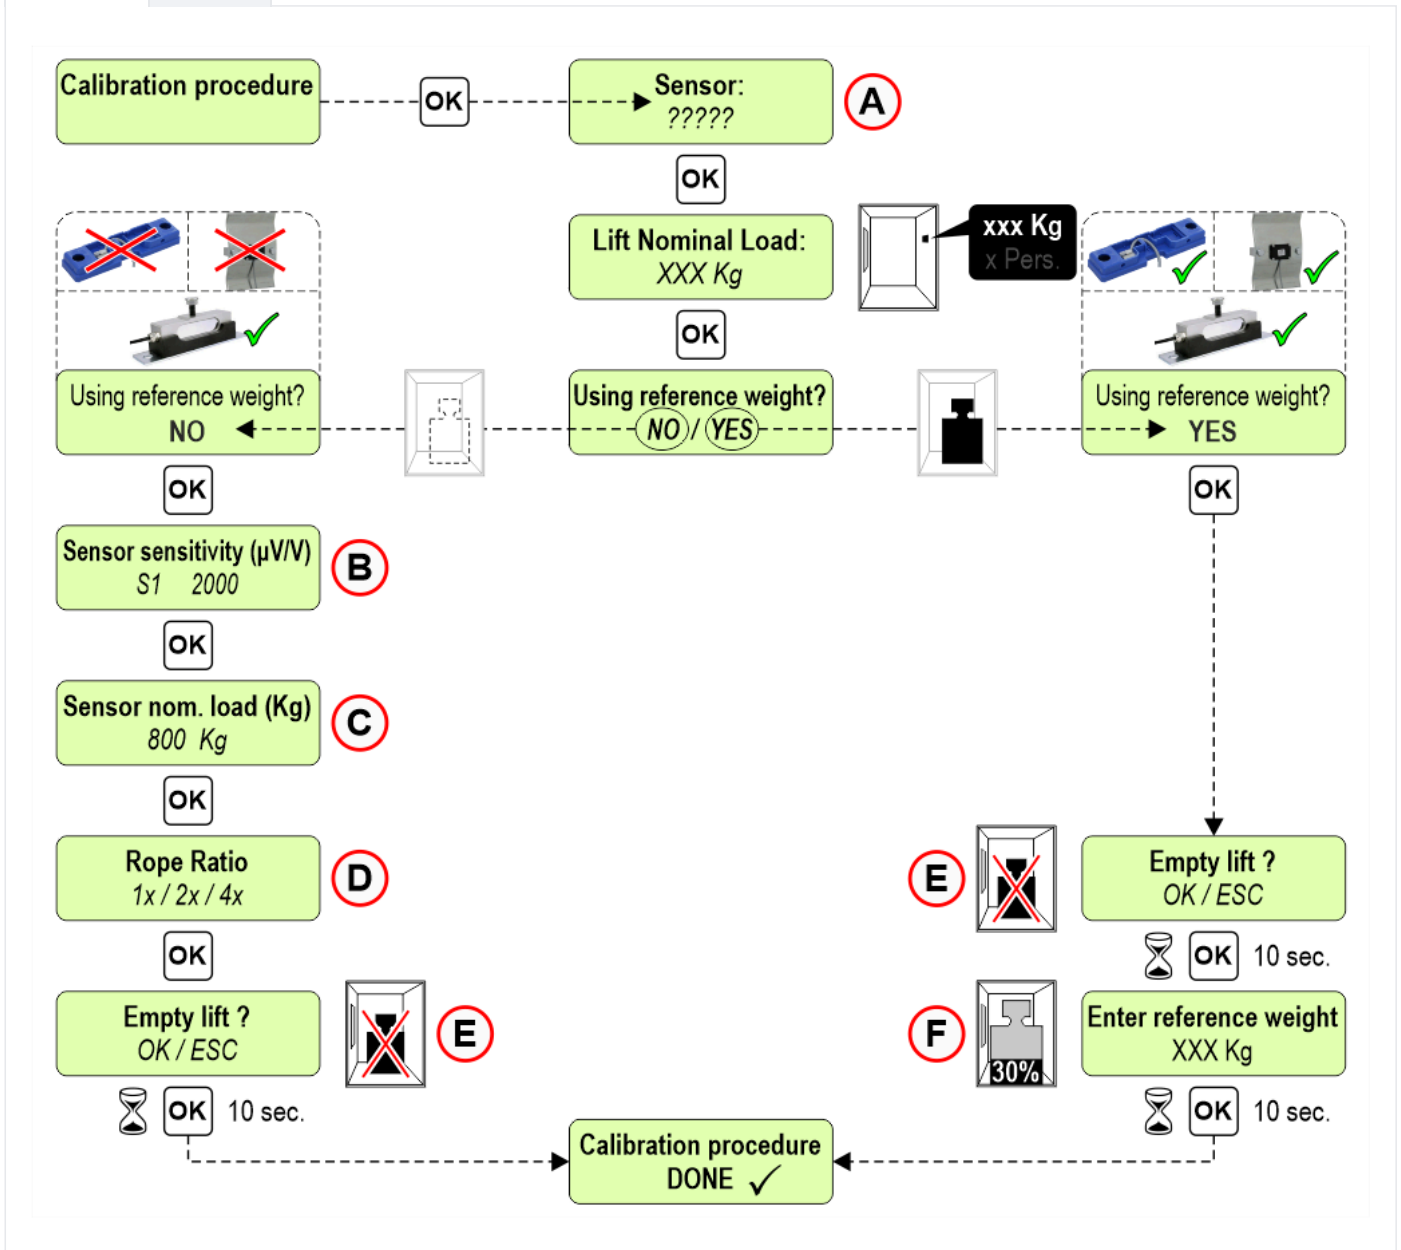 Calibration procedure
OK
Sensor:
?????
A
OK
Lift Nominal Load:
XXX Kg
xxx Kg
x Pers.
OK
Using reference weight?
NO / YES
Using reference weight?
NO
Using reference weight?
YES
OK
Sensor sensitivity (µV/V)
S1 2000
B
OK
Sensor nom. load (Kg)
800 Kg
C
OK
Rope Ratio
1x / 2x / 4x
D
OK
Empty lift ?
OK / ESC
E
OK 10 sec.
OK
E
Empty lift ?
OK / ESC
OK 10 sec.
F
30%
Enter reference weight
XXX Kg
OK 10 sec.
Calibration procedure
DONE ✓